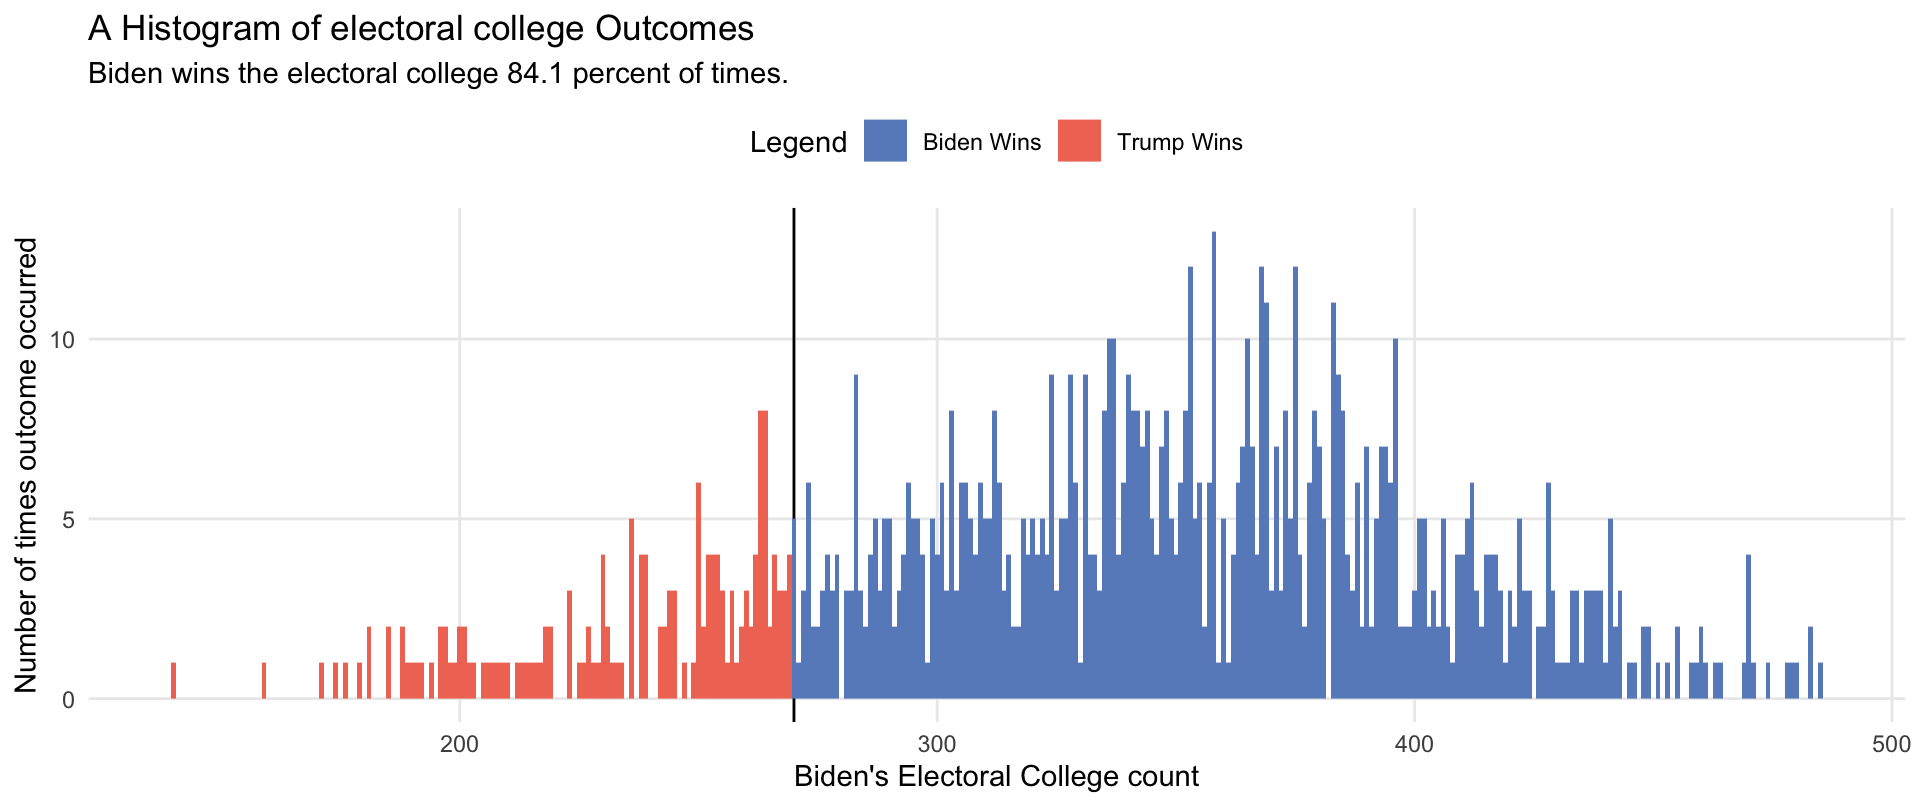 A Histogram of electoral college Outcomes
Biden wins the electoral college 84.1 percent of times.
Legend Biden Wins Trump Wins
Number of times outcome occurred
10
5
0
200 300 400 500
Biden's Electoral College count